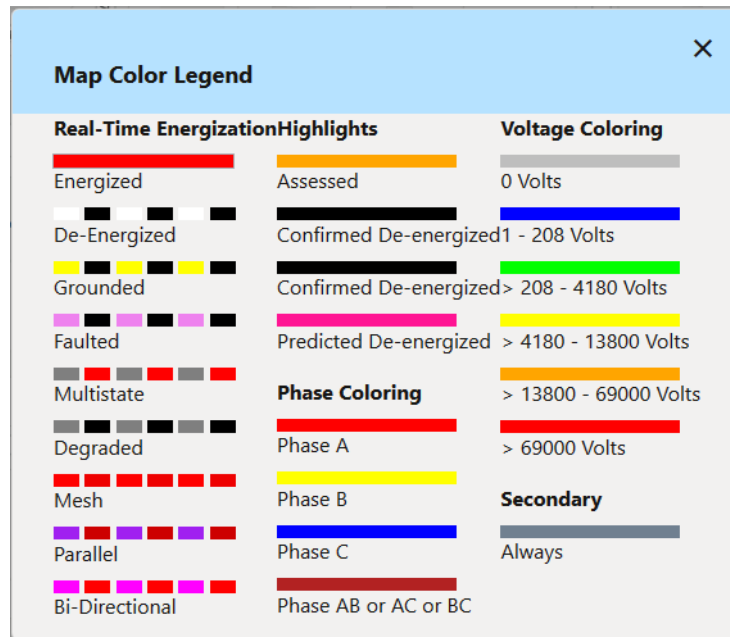 Map Color Legend
×
Real-Time Energization
Energized
De-Energized
Grounded
Faulted
Multistate
Degraded
Mesh
Parallel
Bi-Directional
Highlights
Assessed
Confirmed De-energized
Confirmed De-energized
Predicted De-energized
Phase Coloring
Phase A
Phase B
Phase C
Phase AB or AC or BC
Voltage Coloring
0 Volts
1 - 208 Volts
> 208 - 4180 Volts
> 4180 - 13800 Volts
> 13800 - 69000 Volts
> 69000 Volts
Secondary
Always